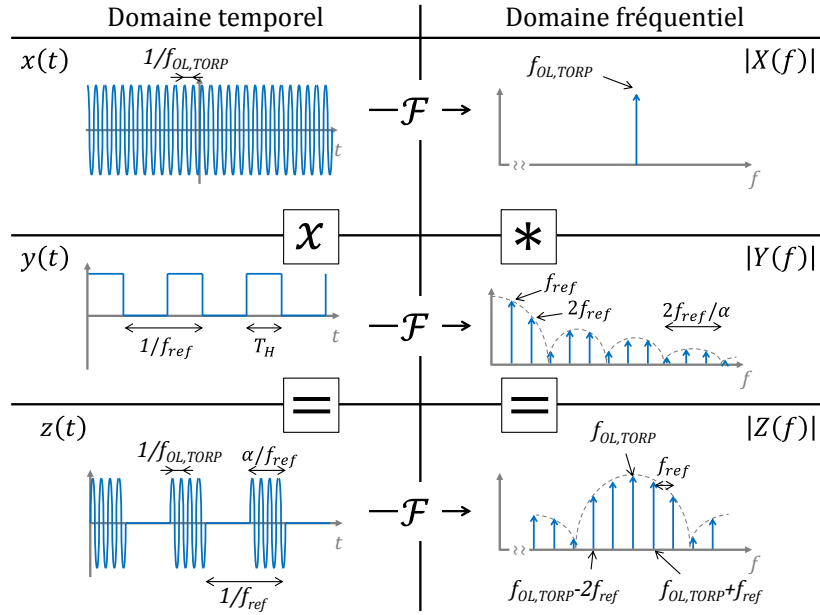 Domaine temporel
Domaine fréquentiel
x(t)
1/f_OL,TORP
t
—ℱ→
f_OL,TORP
|X(f)|
f
x
*
y(t)
1/f_ref
T_H
t
—ℱ→
f_ref
2f_ref
2f_ref/α
|Y(f)|
f
=
=
z(t)
1/f_OL,TORP
α/f_ref
t
1/f_ref
—ℱ→
f_OL,TORP
f_ref
|Z(f)|
f
f_OL,TORP-2f_ref
f_OL,TORP+f_ref